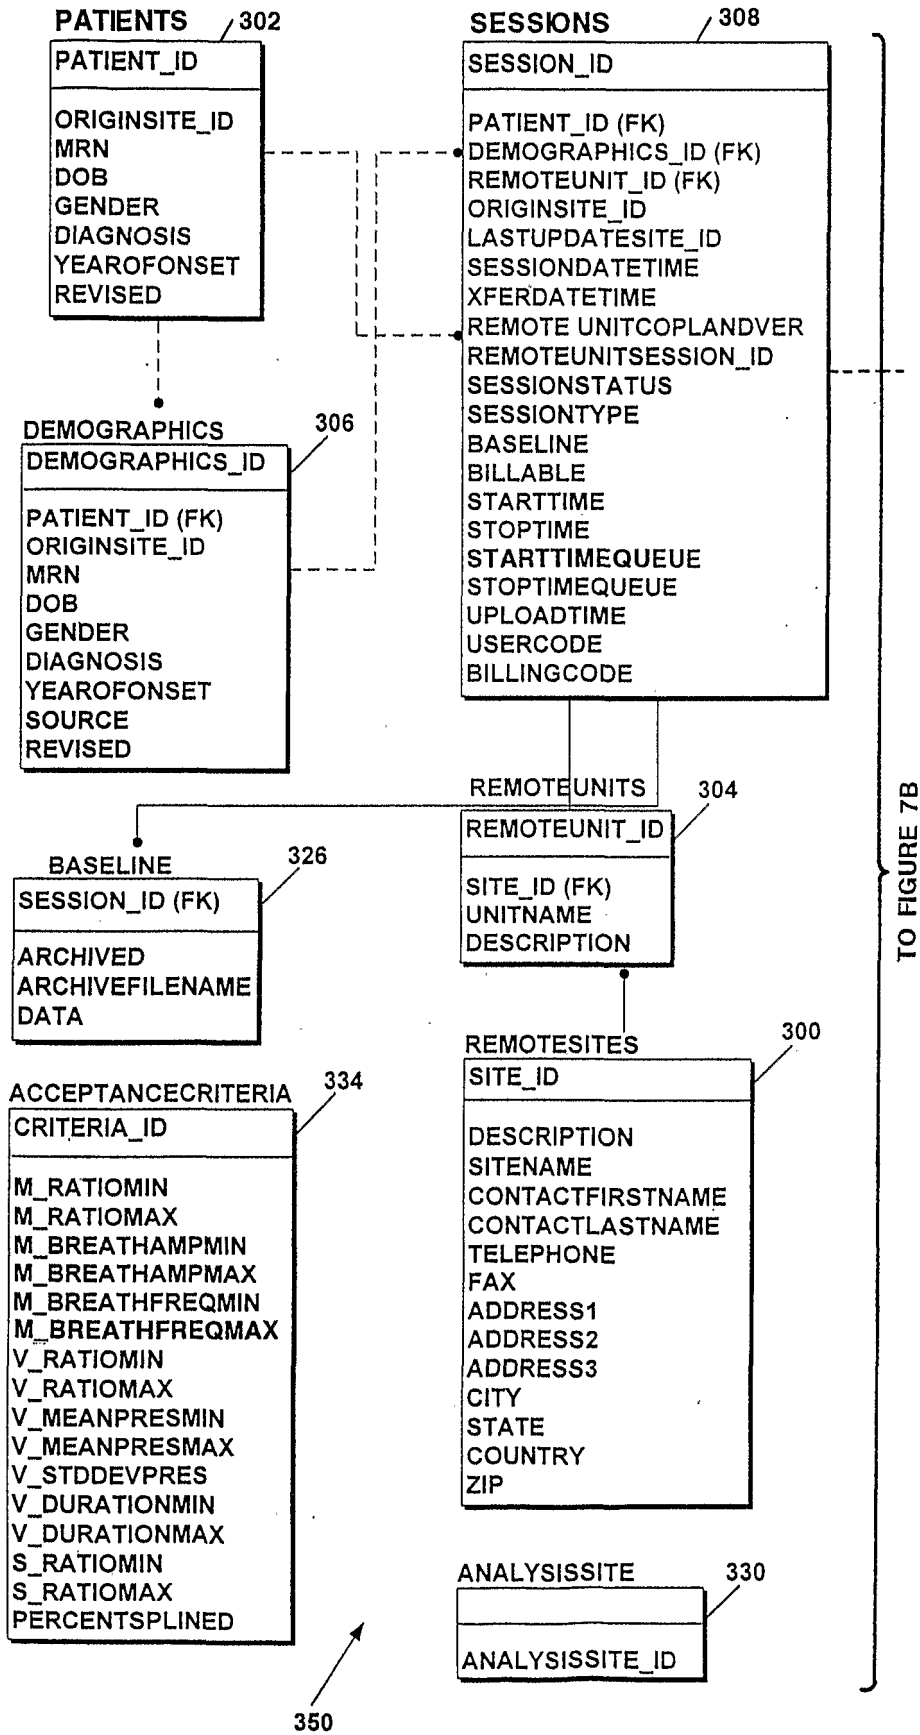 PATIENTS
302
PATIENT_ID
ORIGINSITE_ID
MRN
DOB
GENDER
DIAGNOSIS
YEAROFONSET
REVISED
SESSIONS
308
SESSION_ID
PATIENT_ID (FK)
DEMOGRAPHICS_ID (FK)
REMOTEUNIT_ID (FK)
ORIGINSITE_ID
LASTUPDATESITE_ID
SESSIONDATETIME
XFERDATETIME
REMOTE UNITCOPLANDVER
REMOTEUNITSESSION_ID
SESSIONSTATUS
SESSIONTYPE
BASELINE
BILLABLE
STARTTIME
STOPTIME
STARTTIMEQUEUE
STOPTIMEQUEUE
UPLOADTIME
USERCODE
BILLINGCODE
DEMOGRAPHICS
306
DEMOGRAPHICS_ID
PATIENT_ID (FK)
ORIGINSITE_ID
MRN
DOB
GENDER
DIAGNOSIS
YEAROFONSET
SOURCE
REVISED
REMOTEUNITS
304
REMOTEUNIT_ID
SITE_ID (FK)
UNITNAME
DESCRIPTION
BASELINE
326
SESSION_ID (FK)
ARCHIVED
ARCHIVEFILENAME
DATA
REMOTESITES
300
SITE_ID
DESCRIPTION
SITENAME
CONTACTFIRSTNAME
CONTACTLASTNAME
TELEPHONE
FAX
ADDRESS1
ADDRESS2
ADDRESS3
CITY
STATE
COUNTRY
ZIP
ACCEPTANCECRITERIA
334
CRITERIA_ID
M_RATIOMIN
M_RATIOMAX
M_BREATHAMPMIN
M_BREATHAMPMAX
M_BREATHFREQMIN
M_BREATHFREQMAX
V_RATIOMIN
V_RATIOMAX
V_MEANPRESMIN
V_MEANPRESMAX
V_STDDEVPRES
V_DURATIONMIN
V_DURATIONMAX
S_RATIOMIN
S_RATIOMAX
PERCENTSPLINED
ANALYSISSITE
330
ANALYSISSITE_ID
350
TO FIGURE 7B